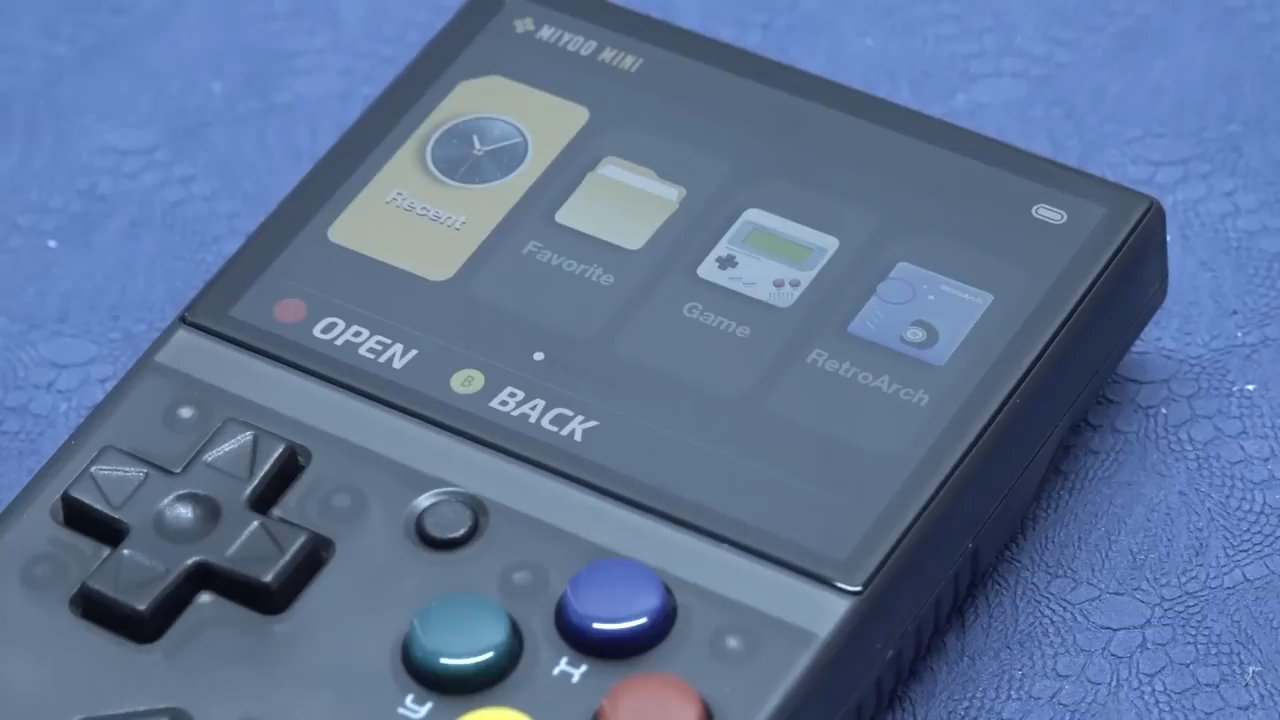 MIYOO MINI
Recent
Favorite
Game
RetroArch
OPEN
B BACK
X
Y